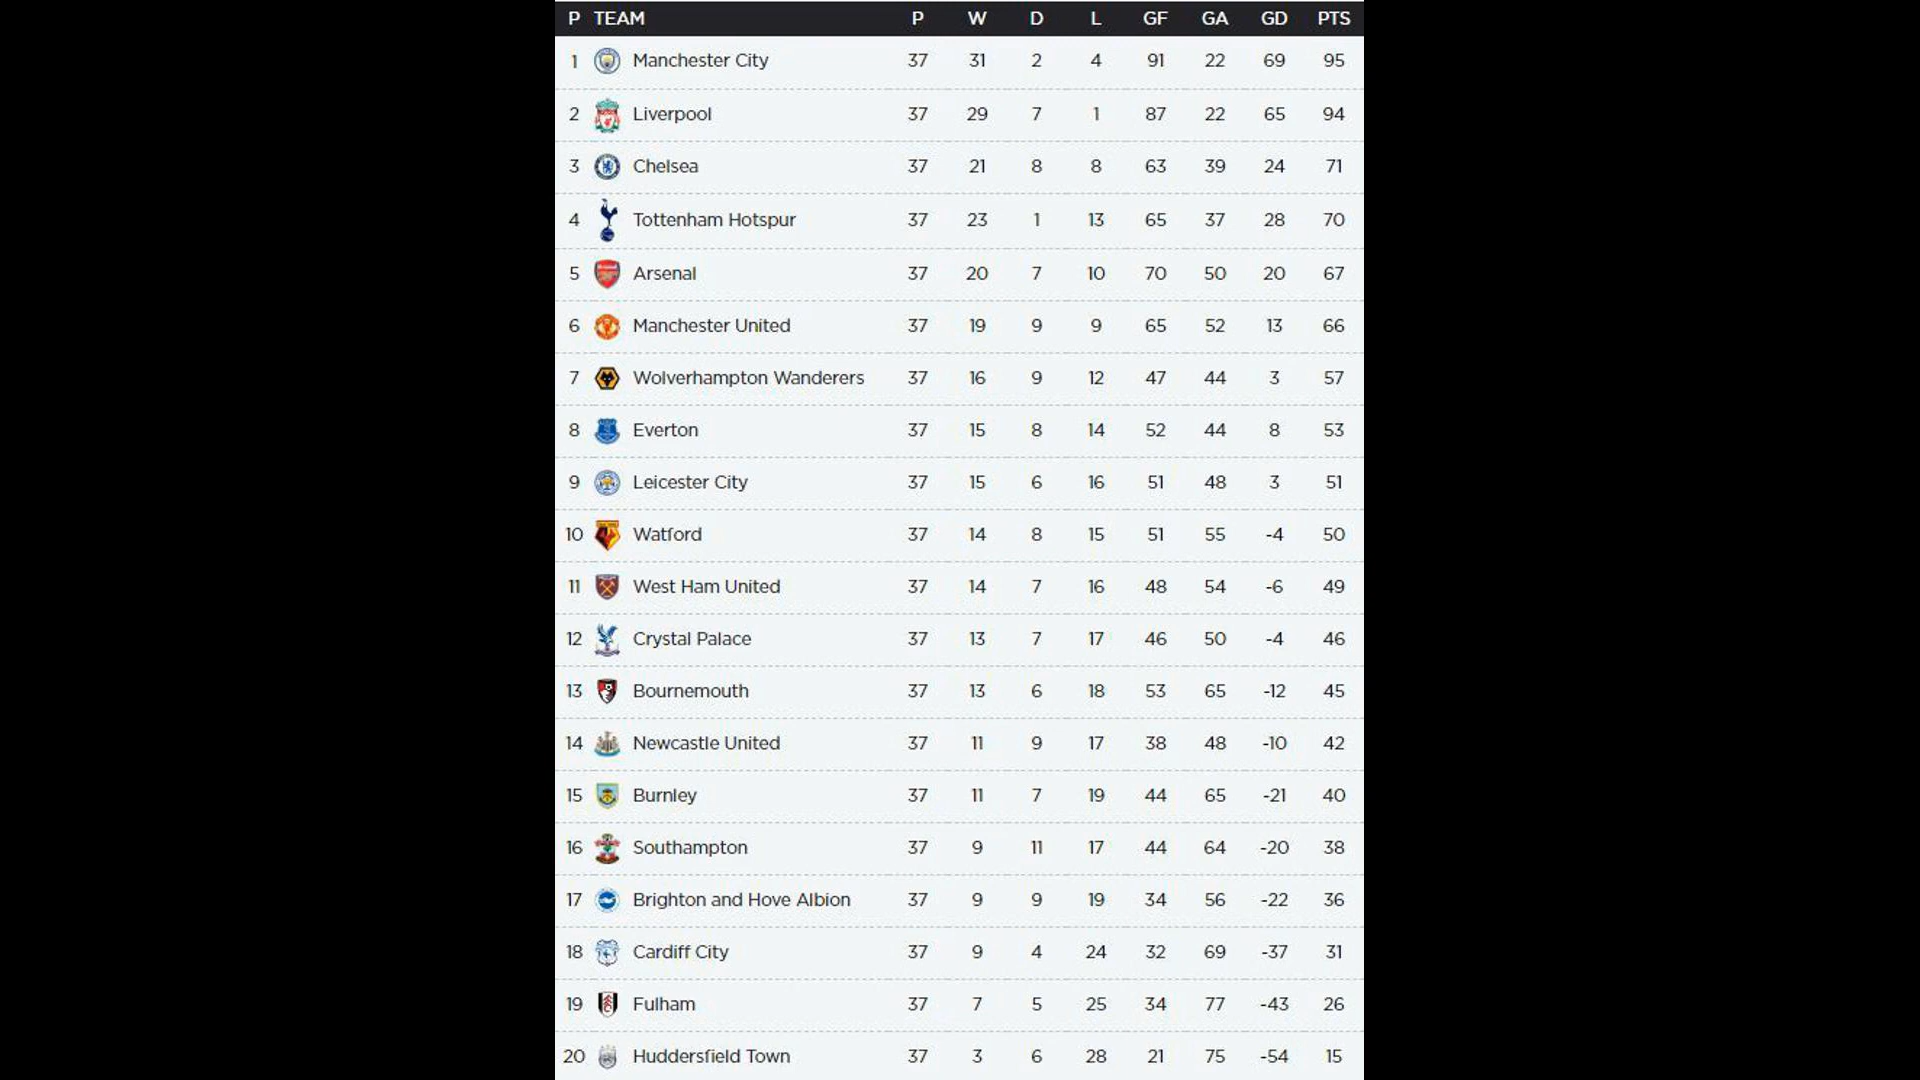 P TEAM P W D L GF GA GD PTS
1 Manchester City 37 31 2 4 91 22 69 95
2 Liverpool 37 29 7 1 87 22 65 94
3 Chelsea 37 21 8 8 63 39 24 71
4 Tottenham Hotspur 37 23 1 13 65 37 28 70
5 Arsenal 37 20 7 10 70 50 20 67
6 Manchester United 37 19 9 9 65 52 13 66
7 Wolverhampton Wanderers 37 16 9 12 47 44 3 57
8 Everton 37 15 8 14 52 44 8 53
9 Leicester City 37 15 6 16 51 48 3 51
10 Watford 37 14 8 15 51 55 -4 50
11 West Ham United 37 14 7 16 48 54 -6 49
12 Crystal Palace 37 13 7 17 46 50 -4 46
13 Bournemouth 37 13 6 18 53 65 -12 45
14 Newcastle United 37 11 9 17 38 48 -10 42
15 Burnley 37 11 7 19 44 65 -21 40
16 Southampton 37 9 11 17 44 64 -20 38
17 Brighton and Hove Albion 37 9 9 19 34 56 -22 36
18 Cardiff City 37 9 4 24 32 69 -37 31
19 Fulham 37 7 5 25 34 77 -43 26
20 Huddersfield Town 37 3 6 28 21 75 -54 15